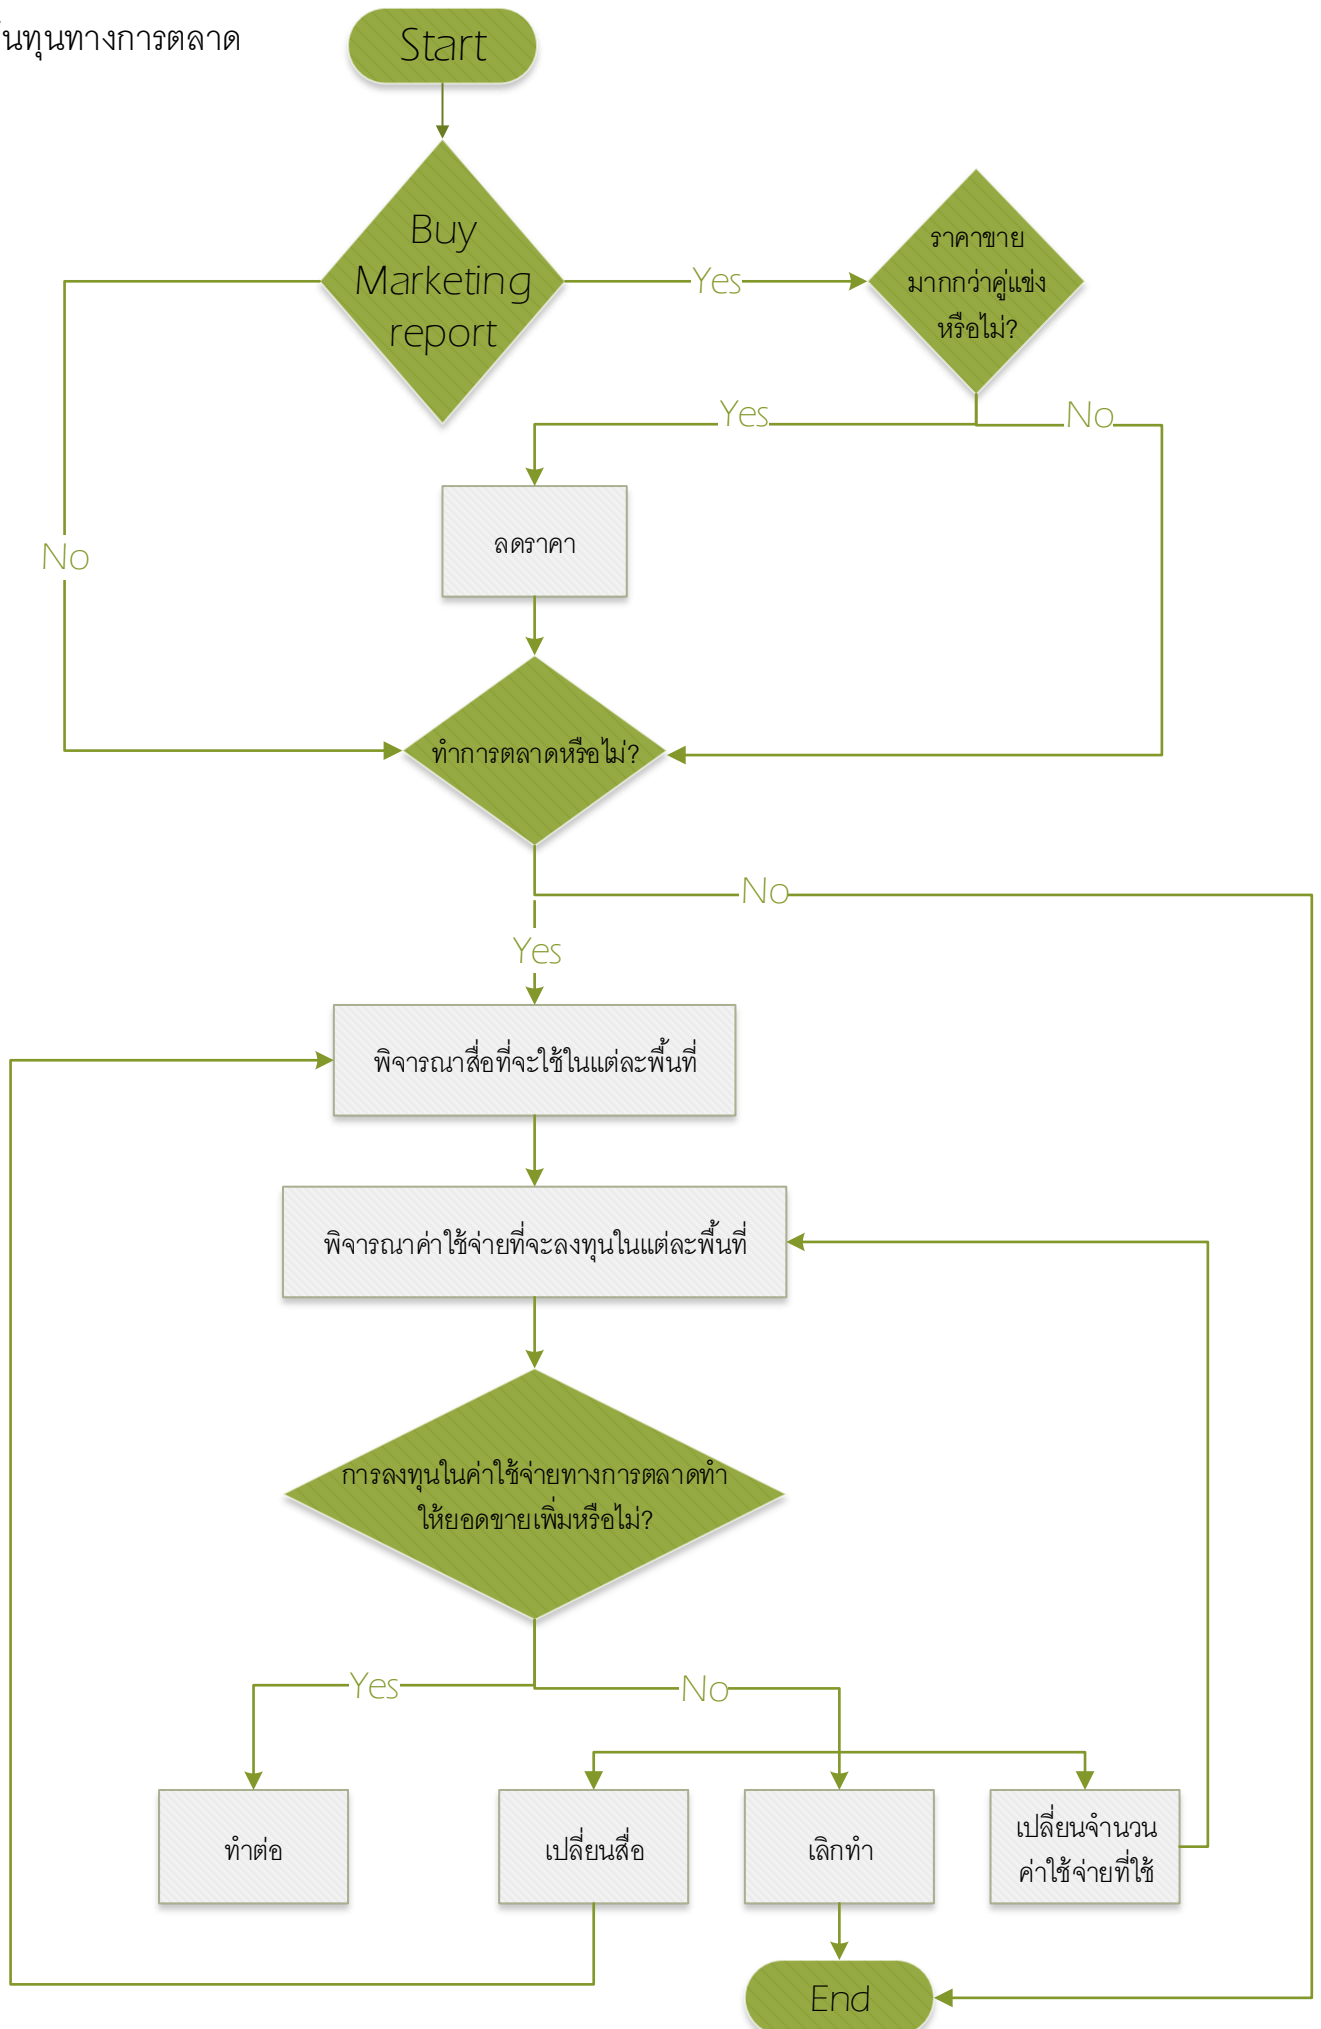 ทุนทางการตลาด
Start
Buy
Marketing
report
Yes
ราคาขาย
มากกว่าคู่แข่ง
หรือไม่?
Yes
No
ลดราคา
No
ทำการตลาดหรือไม่?
No
Yes
พิจารณาสื่อที่จะใช้ในแต่ละพื้นที่
พิจารณาค่าใช้จ่ายที่จะลงทุนในแต่ละพื้นที่
การลงทุนในค่าใช้จ่ายทางการตลาดทำ
ให้ยอดขายเพิ่มหรือไม่?
Yes
No
ทำต่อ
เปลี่ยนสื่อ
เลิกทำ
เปลี่ยนจำนวน
ค่าใช้จ่ายที่ใช้
End